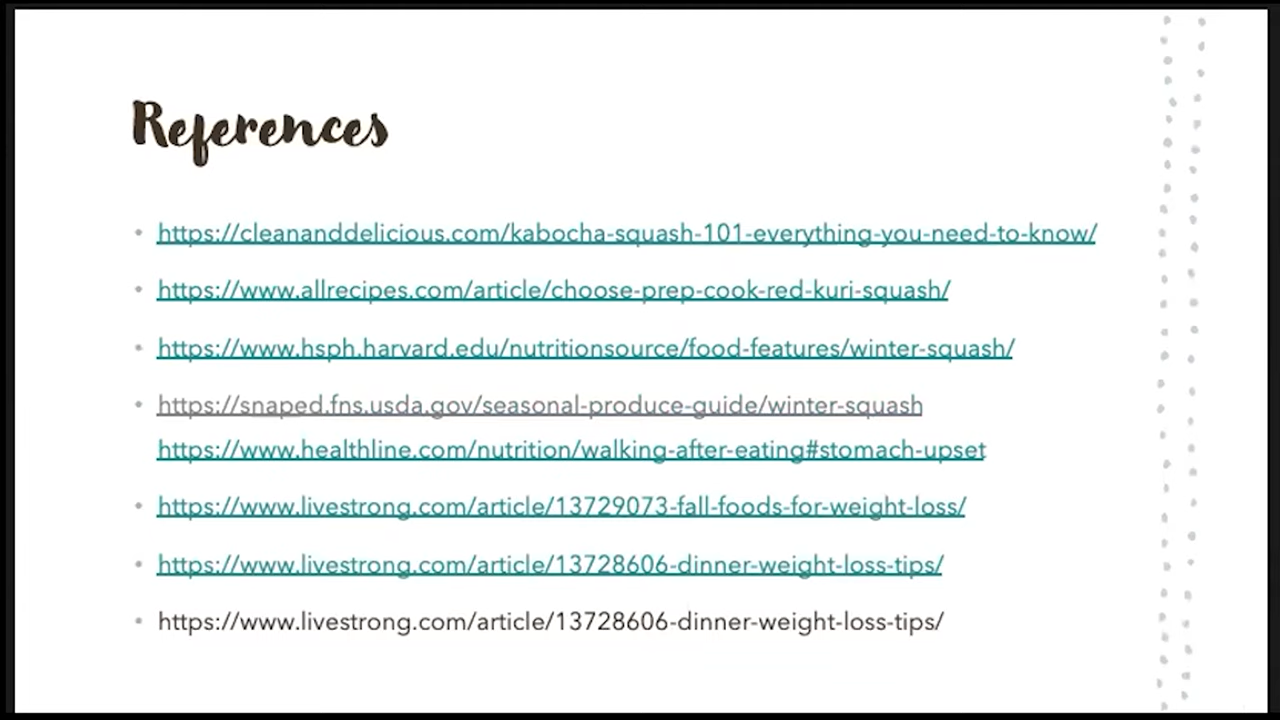 References
https://cleananddelicious.com/kabocha-squash-101-everything-you-need-to-know/
https://www.allrecipes.com/article/choose-prep-cook-red-kuri-squash/
https://www.hsph.harvard.edu/nutritionsource/food-features/winter-squash/
https://snaped.fns.usda.gov/seasonal-produce-guide/winter-squash
https://www.healthline.com/nutrition/walking-after-eating#stomach-upset
https://www.livestrong.com/article/13729073-fall-foods-for-weight-loss/
https://www.livestrong.com/article/13728606-dinner-weight-loss-tips/
https://www.livestrong.com/article/13728606-dinner-weight-loss-tips/